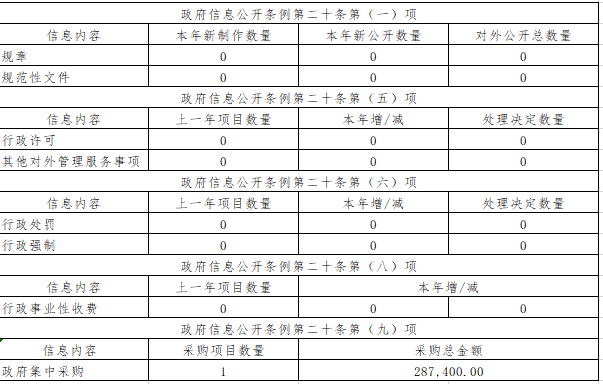 政府信息公开条例第二十条第（一）项
信息内容 本年新制作数量 本年新公开数量 对外公开总数量
规章 0 0 0
规范性文件 0 0 0
政府信息公开条例第二十条第（五）项
信息内容 上一年项目数量 本年增/减 处理决定数量
行政许可 0 0 0
其他对外管理服务事项 0 0 0
政府信息公开条例第二十条第（六）项
信息内容 上一年项目数量 本年增/减 处理决定数量
行政处罚 0 0 0
行政强制 0 0 0
政府信息公开条例第二十条第（八）项
信息内容 上一年项目数量 本年增/减
行政事业性收费 0 0 0
政府信息公开条例第二十条第（九）项
信息内容 采购项目数量 采购总金额
政府集中采购 1 287,400.00